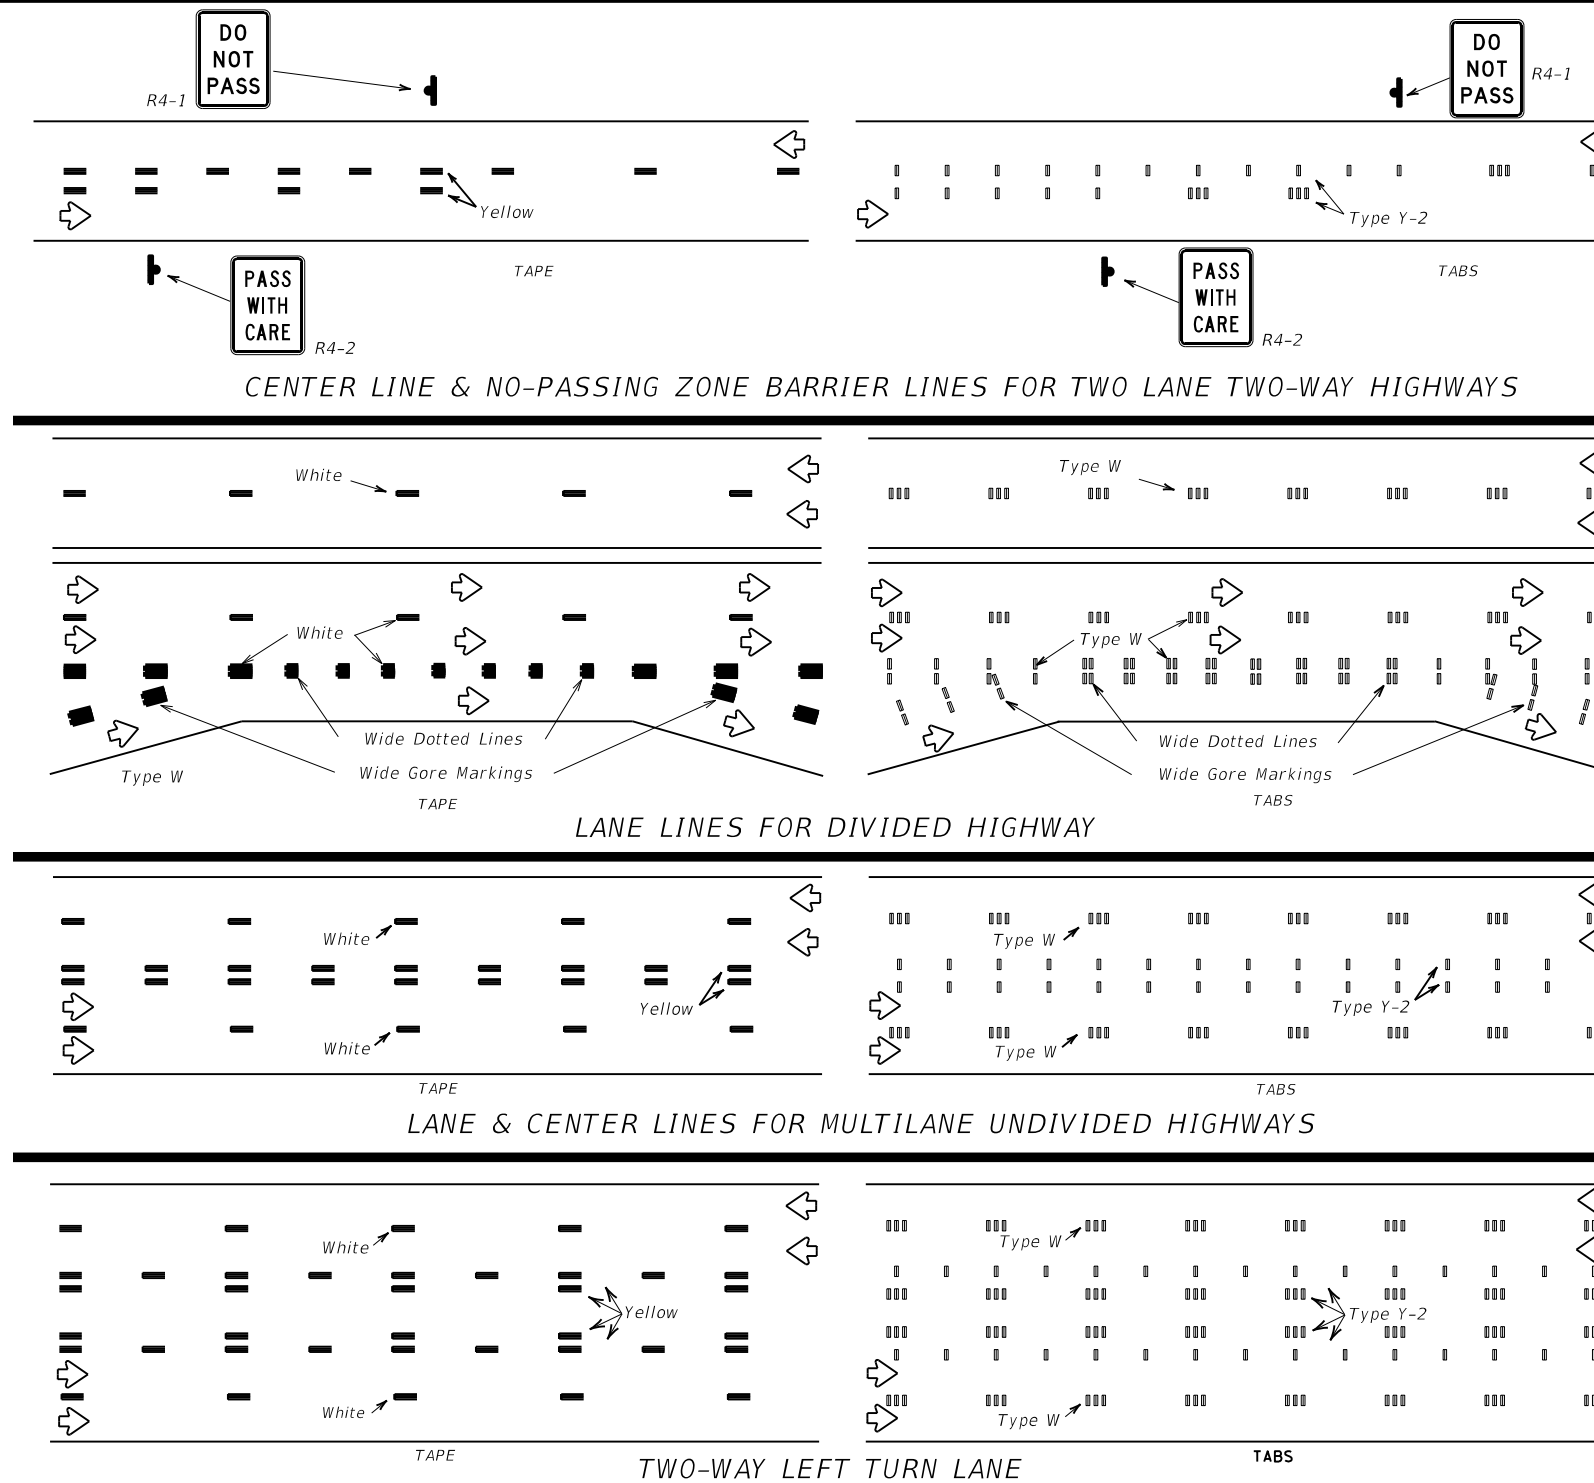 DO
NOT
PASS
R4-1
DO
NOT
PASS
R4-1
Yellow
Type Y-2
PASS
WITH
CARE
R4-2
TAPE
PASS
WITH
CARE
R4-2
TABS
CENTER LINE & NO-PASSING ZONE BARRIER LINES FOR TWO LANE TWO-WAY HIGHWAYS
White
Type W
White
Type W
Wide Dotted Lines
Wide Dotted Lines
Type W
Wide Gore Markings
Wide Gore Markings
TAPE
TABS
LANE LINES FOR DIVIDED HIGHWAY
White
Type W
Yellow
Type Y-2
White
Type W
TAPE
TABS
LANE & CENTER LINES FOR MULTILANE UNDIVIDED HIGHWAYS
White
Type W
Yellow
Type Y-2
White
Type W
TAPE
TABS
TWO-WAY LEFT TURN LANE